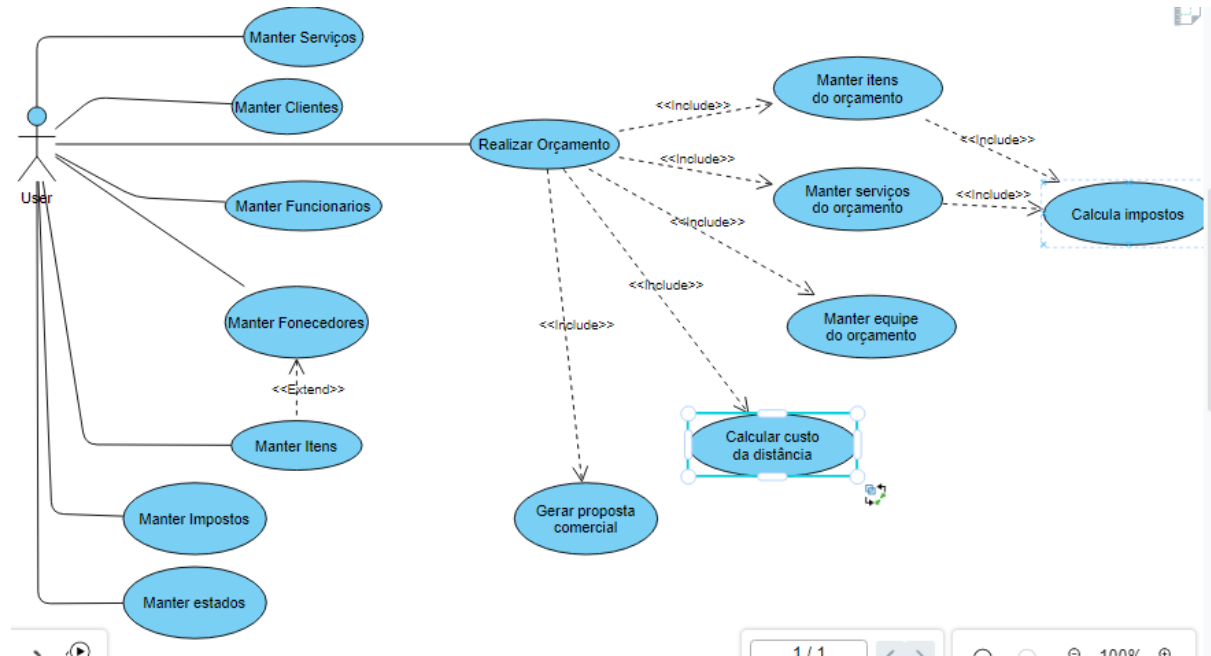 Manter Serviços
Manter Clientes
User
Manter Funcionarios
Manter Fonecedores
<<Extend>>
Manter Itens
Manter Impostos
Manter estados
Realizar Orçamento
<<Include>>
Manter itens
do orçamento
<<Include>>
Manter serviços
do orçamento
<<Include>>
<<Include>>
Calcula impostos
<<Include>>
Manter equipe
do orçamento
<<Include>>
Calcular custo
da distância
<<Include>>
Gerar proposta
comercial
1 / 1
100%